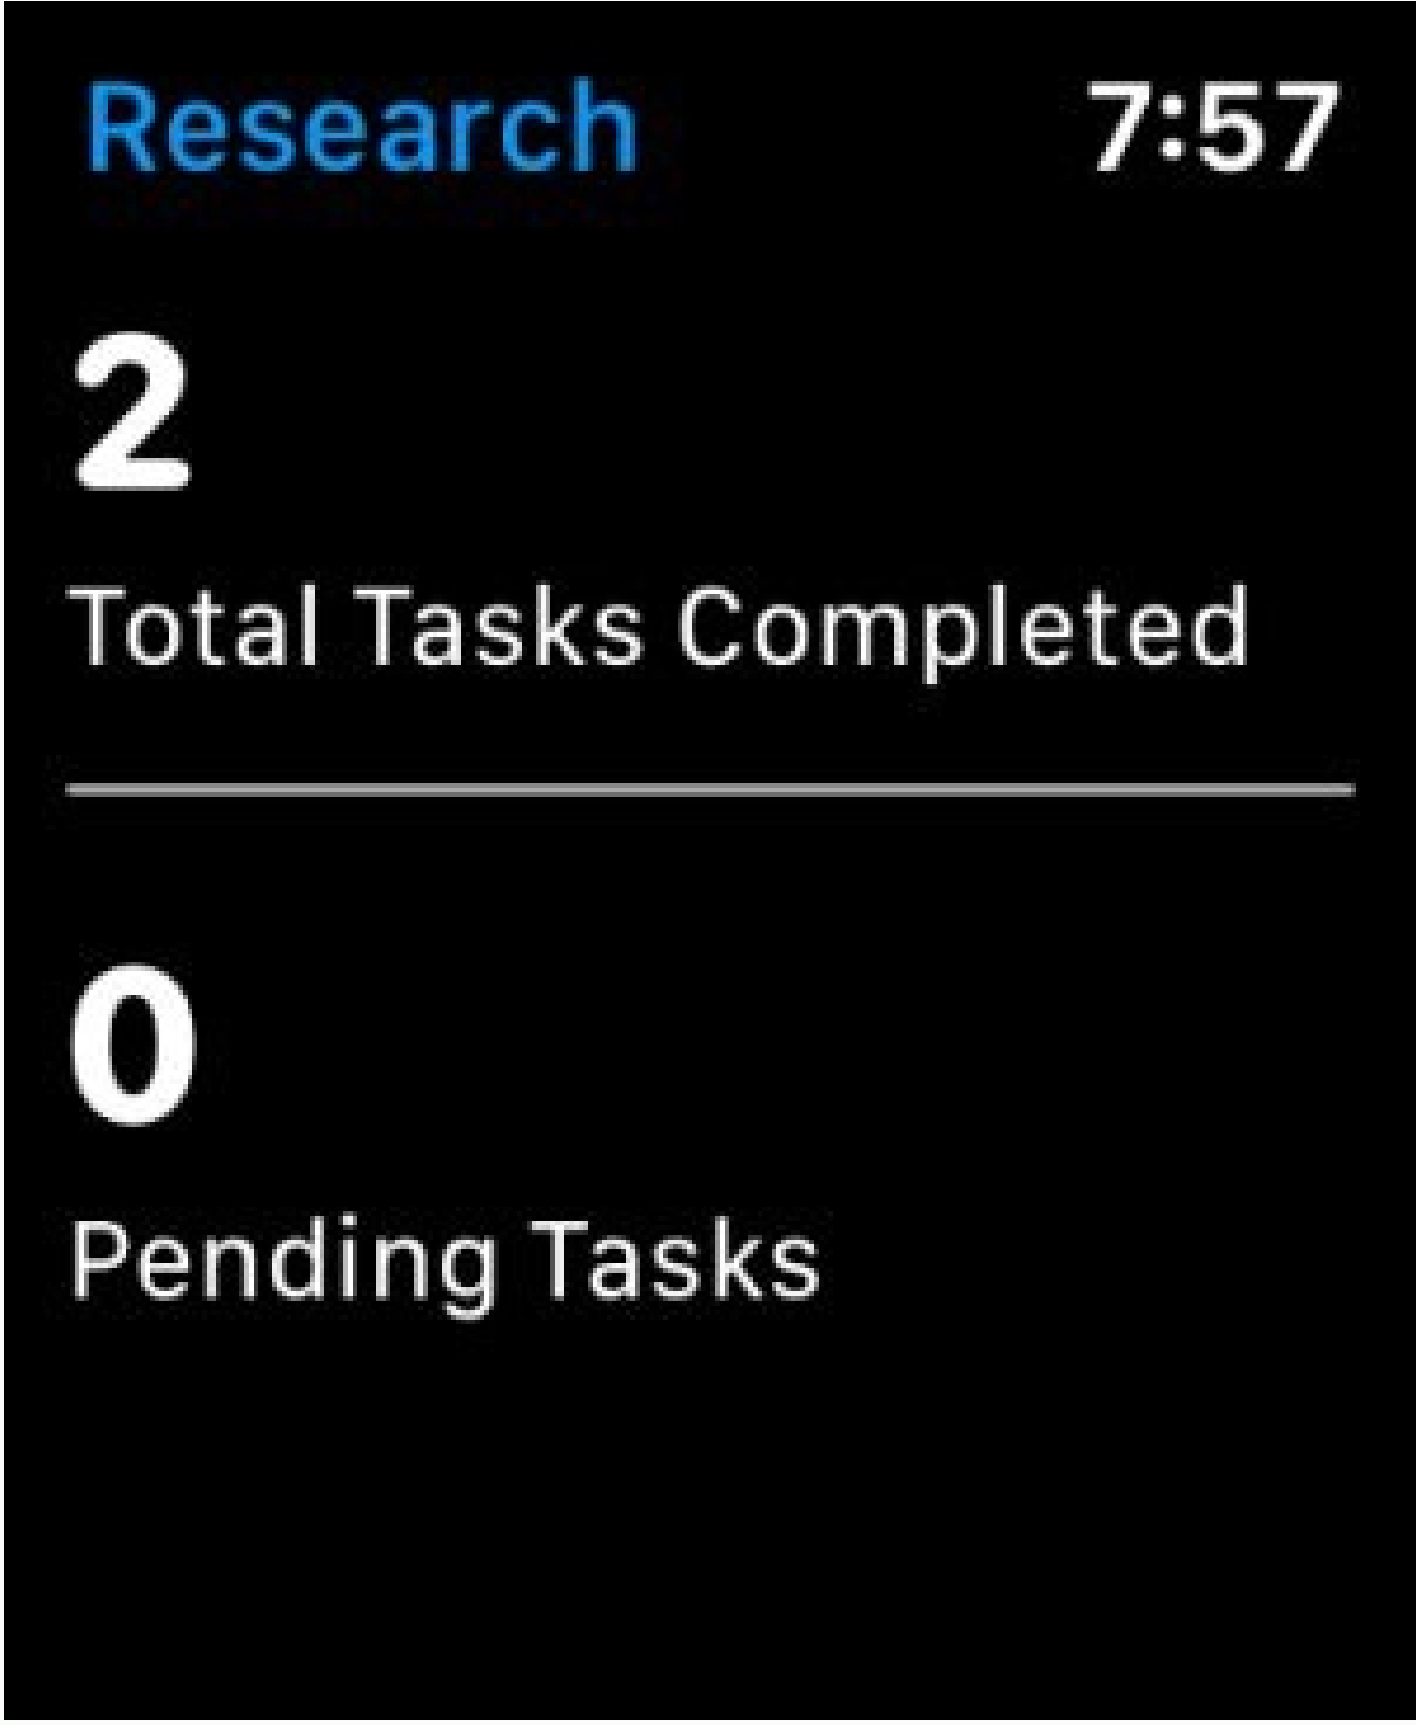 Research 7:57
2
Total Tasks Completed
0
Pending Tasks